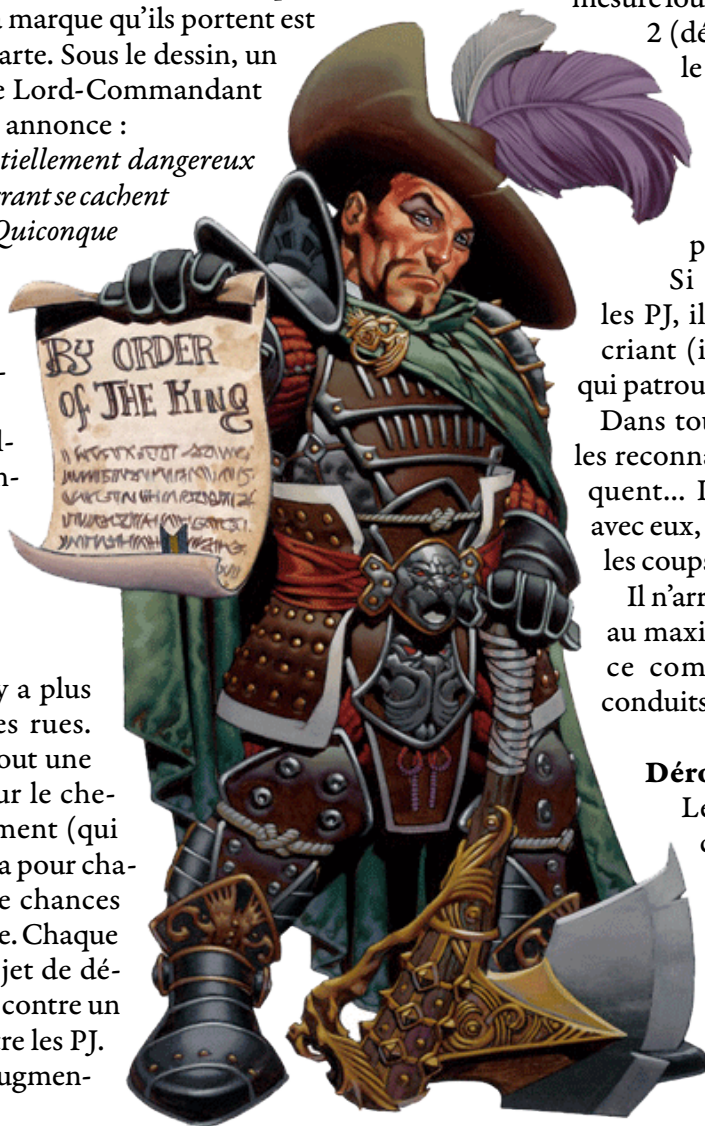 a marque qu'ils portent est
arte. Sous le dessin, un
e Lord-Commandant
annonce :
tiellement dangereux
rrant se cachent
Quiconque
BY ORDER
OF THE KING
y a plus
es rues.
out une
ur le che-
ment (qui
a pour cha-
e chances
e. Chaque
jet de dé-
contre un
tre les PJ.
ugmen-
2 (dé
le
p
Si
les PJ, il
criant (i
qui patrou
Dans tou
les reconna
quent... I
avec eux,
les coups
Il n'arr
au maxi
ce com
conduits
Déro
Le